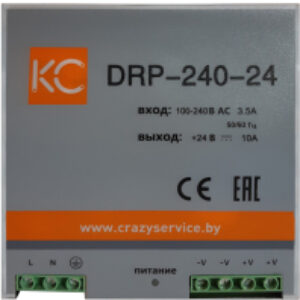 KC
DRP-240-24
ВХОД: 100-240В AC 3.5A
50/60 Гц
ВЫХОД: +24 В ⎓ 10А
CE EAC
www.crazyservice.by
L N
питание
-V -V +V +V